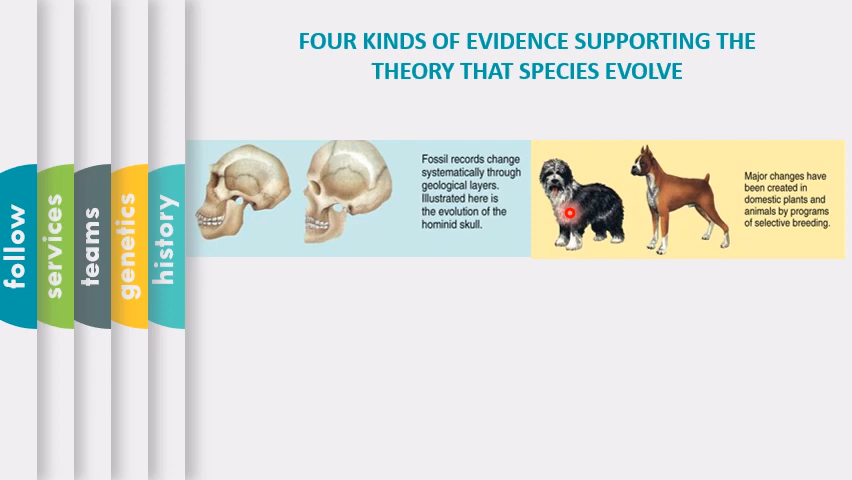 FOUR KINDS OF EVIDENCE SUPPORTING THE
THEORY THAT SPECIES EVOLVE
Fossil records change
systematically through
geological layers.
Illustrated here is
the evolution of the
hominid skull.
Major changes have
been created in
domestic plants and
animals by programs
of selective breeding.
follow
services
teams
genetics
history